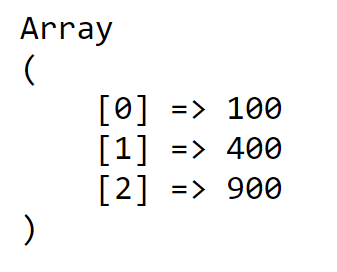 Array
(
    [0] => 100
    [1] => 400
    [2] => 900
)